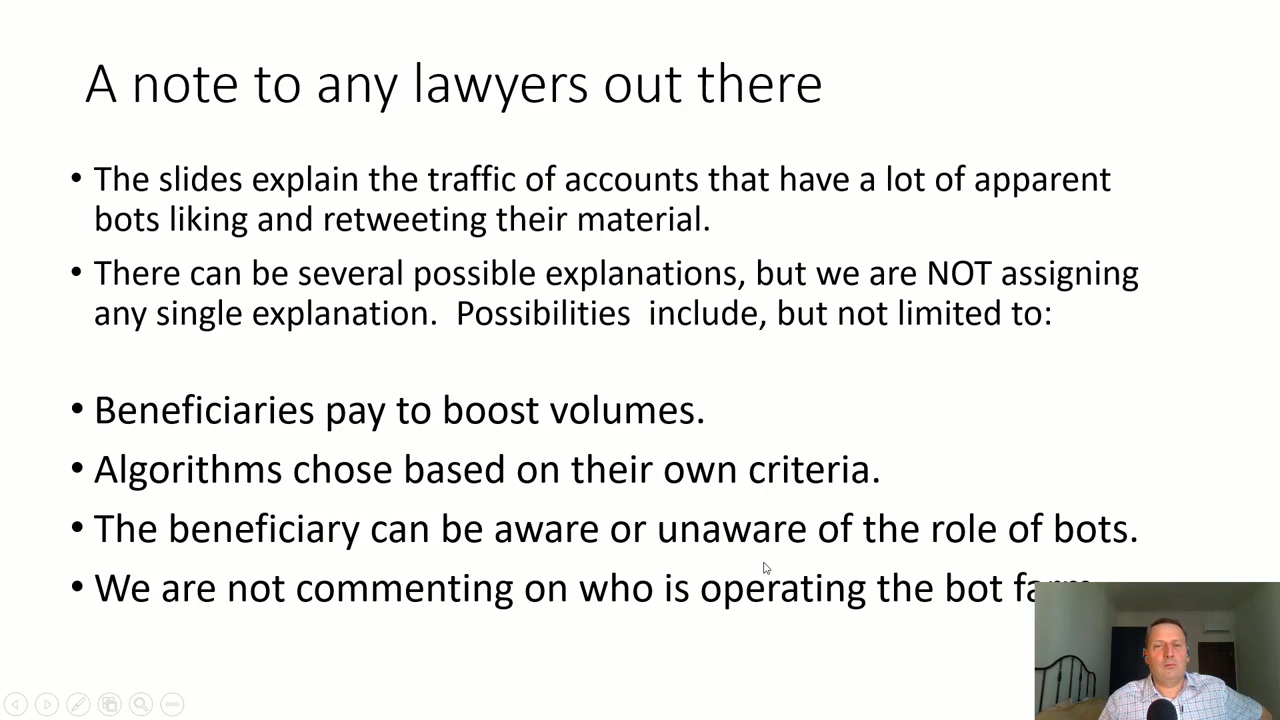 A note to any lawyers out there
• The slides explain the traffic of accounts that have a lot of apparent
bots liking and retweeting their material.
• There can be several possible explanations, but we are NOT assigning
any single explanation.  Possibilities  include, but not limited to:
• Beneficiaries pay to boost volumes.
• Algorithms chose based on their own criteria.
• The beneficiary can be aware or unaware of the role of bots.
• We are not commenting on who is operating the bot